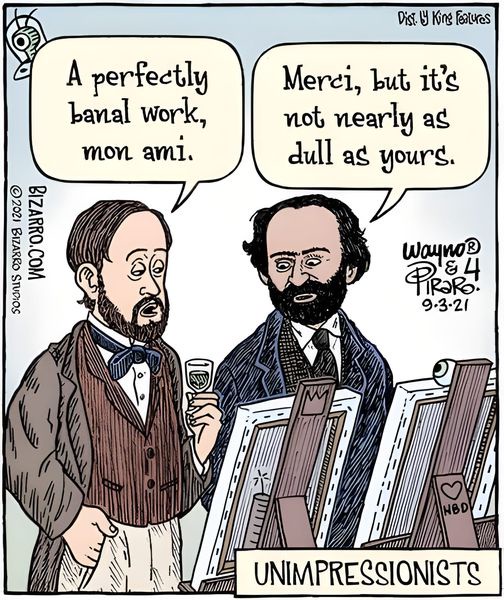 Dist. by King Features
A perfectly
banal work,
mon ami.
Merci, but it's
not nearly as
dull as yours.
BIZARRO.COM
©2021 BIZARRO STUDIOS
Wayno®
& 4
PIRARO.
9-3-21
HBD
UNIMPRESSIONISTS